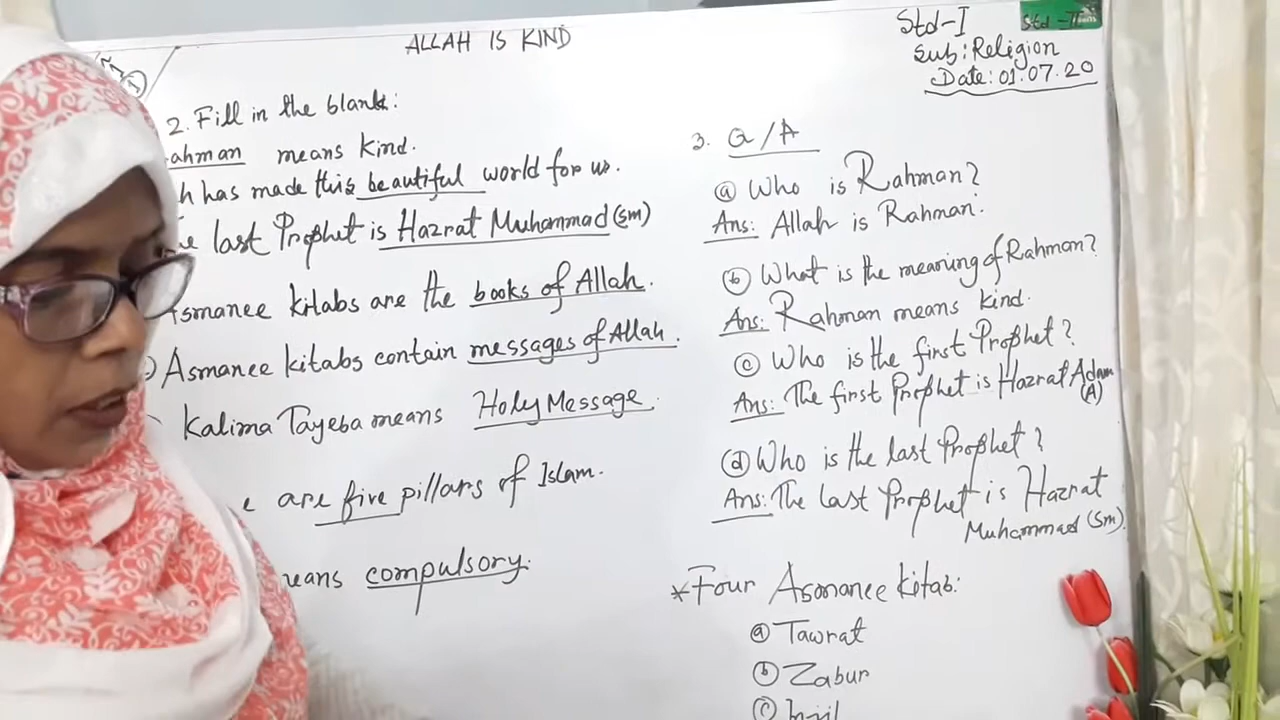 ALLAH IS KIND
Std-I
Sub: Religion
Date: 01.07.20
2. Fill in the blank:
ahman means kind.
h has made this beautiful world for us.
last Prophet is Hazrat Muhammad (sm)
Asmanee kitabs are the books of Allah.
Asmanee kitabs contain messages of Allah.
Kalima Tayeba means Holy Message.
e are five pillars of Islam.
eans compulsory.
3. Q/A
(a) Who is Rahman?
Ans: Allah is Rahman.
(b) What is the meaning of Rahman?
Ans: Rahman means kind.
(c) Who is the first Prophet?
Ans: The first Prophet is Hazrat Adam
(A)
(d) Who is the last Prophet?
Ans: The last Prophet is Hazrat
Muhammad (sm).
*Four Asmanee kitab:
(a) Tawrat
(b) Zabur
(c) Injil